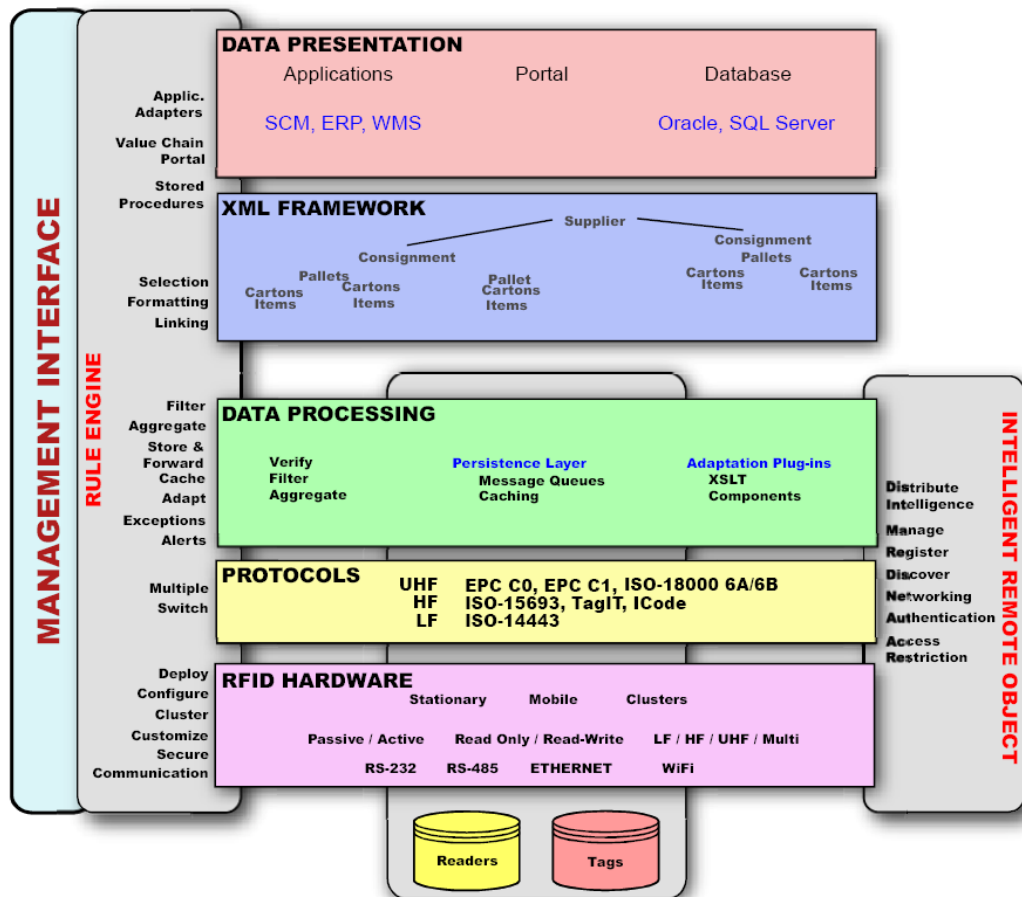 MANAGEMENT INTERFACE
RULE ENGINE
Applic.
Adapters
Value Chain
Portal
Stored
Procedures
Selection
Formatting
Linking
Filter
Aggregate
Store &
Forward
Cache
Adapt
Exceptions
Alerts
Multiple
Switch
Deploy
Configure
Cluster
Customize
Secure
Communication
DATA PRESENTATION
Applications Portal Database
SCM, ERP, WMS Oracle, SQL Server
XML FRAMEWORK
Supplier
Consignment Consignment
Pallets Pallet Pallets
Cartons Cartons Cartons Cartons Cartons
Items Items Items Items Items
DATA PROCESSING
Verify Persistence Layer Adaptation Plug-ins
Filter Message Queues XSLT
Aggregate Caching Components
PROTOCOLS
UHF EPC C0, EPC C1, ISO-18000 6A/6B
HF ISO-15693, TagIT, ICode
LF ISO-14443
RFID HARDWARE
Stationary Mobile Clusters
Passive / Active Read Only / Read-Write LF / HF / UHF / Multi
RS-232 RS-485 ETHERNET WiFi
Readers Tags
Distribute
Intelligence
Manage
Register
Discover
Networking
Authentication
Access
Restriction
INTELLIGENT REMOTE OBJECT